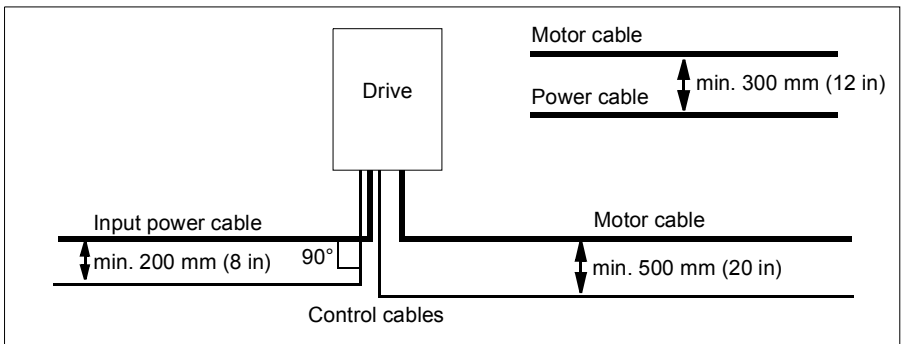 Motor cable
Drive
min. 300 mm (12 in)
Power cable
Input power cable
Motor cable
min. 200 mm (8 in)
90°
min. 500 mm (20 in)
Control cables